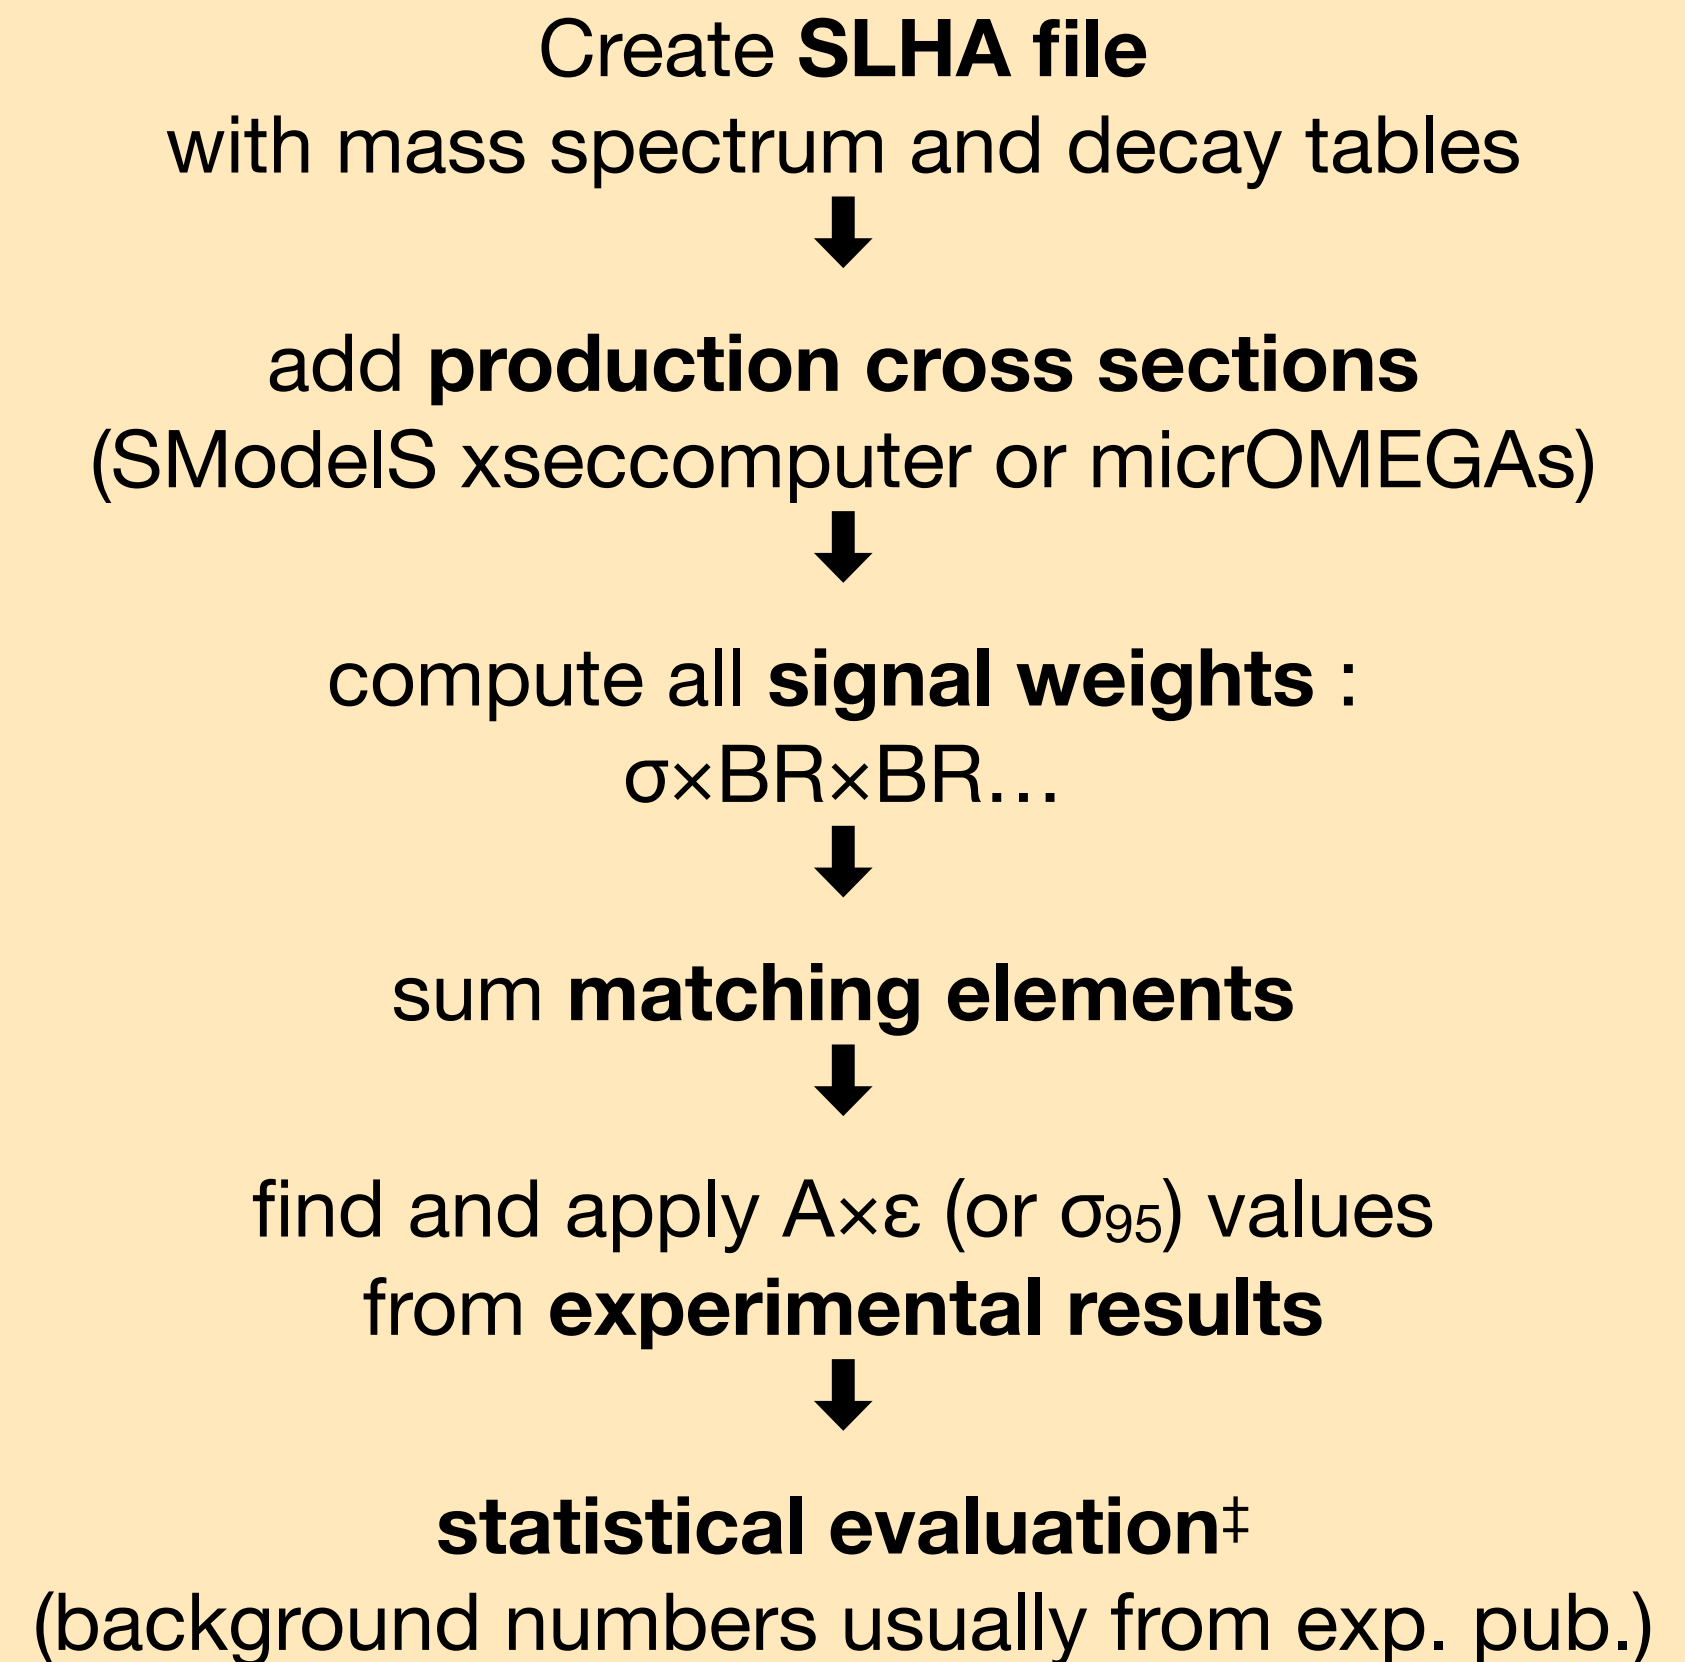 Create SLHA file
with mass spectrum and decay tables
add production cross sections
(SModelS xseccomputer or micrOMEGAs)
compute all signal weights :
σ×BR×BR…
sum matching elements
find and apply A×ε (or σ₉₅) values
from experimental results
statistical evaluation‡
(background numbers usually from exp. pub.)